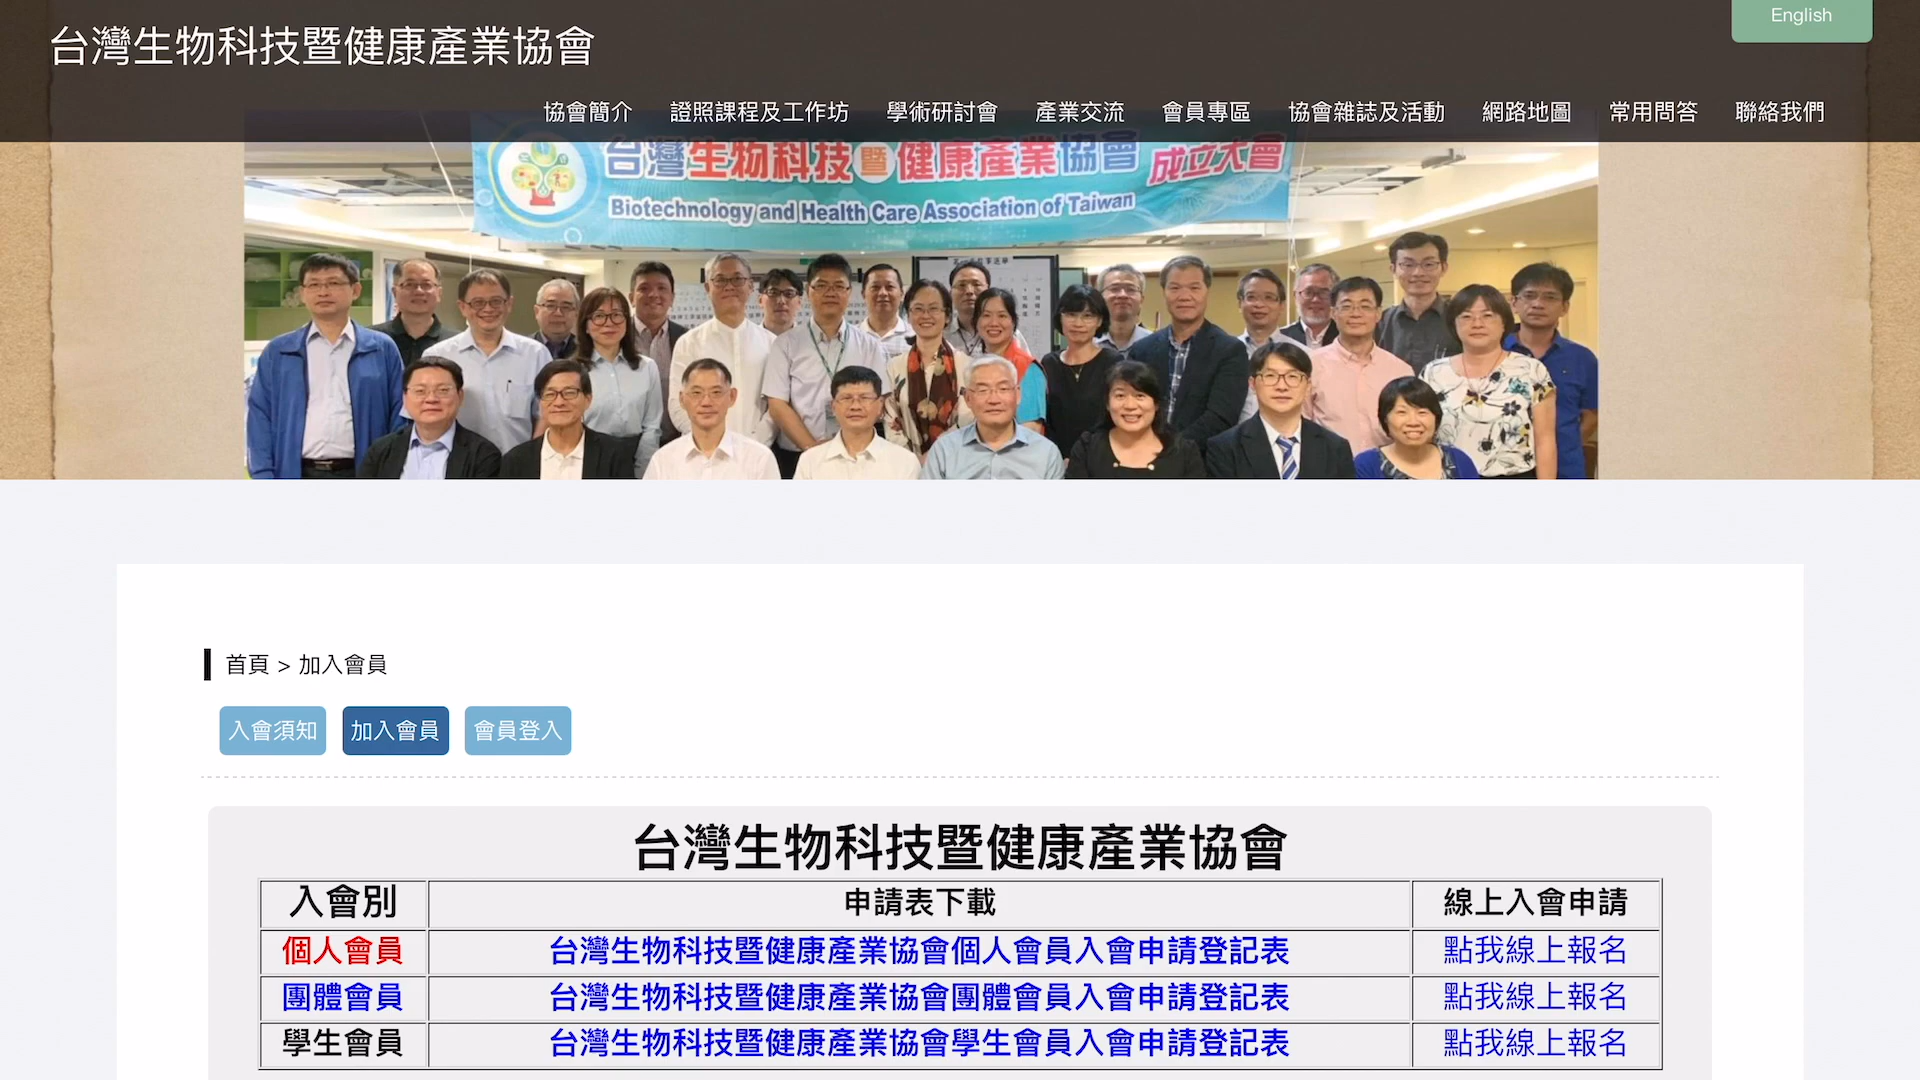 English
台灣生物科技暨健康產業協會
協會簡介 證照課程及工作坊 學術研討會 產業交流 會員專區 協會雜誌及活動 網路地圖 常用問答 聯絡我們
台灣生物科技暨健康產業協會 成立大會
Biotechnology and Health Care Association of Taiwan
首頁 > 加入會員
入會須知 加入會員 會員登入
台灣生物科技暨健康產業協會
入會別 申請表下載 線上入會申請
個人會員 台灣生物科技暨健康產業協會個人會員入會申請登記表 點我線上報名
團體會員 台灣生物科技暨健康產業協會團體會員入會申請登記表 點我線上報名
學生會員 台灣生物科技暨健康產業協會學生會員入會申請登記表 點我線上報名